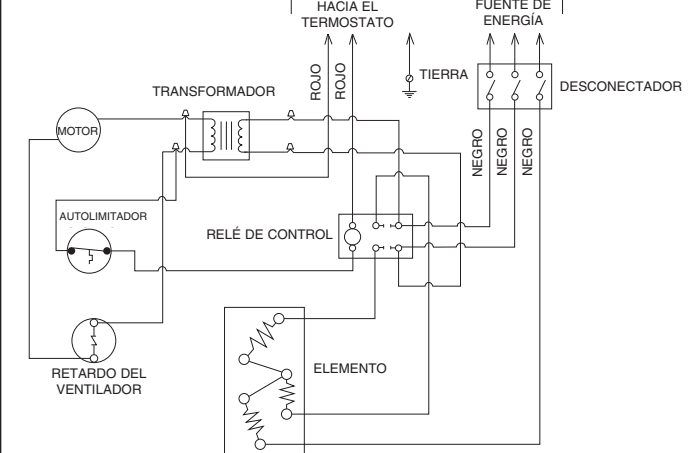 HACIA EL
TERMOSTATO
FUENTE DE
ENERGÍA
ROJO
ROJO
TIERRA
DESCONECTADOR
TRANSFORMADOR
MOTOR
NEGRO
NEGRO
NEGRO
AUTOLIMITADOR
RELÉ DE CONTROL
RETARDO DEL
VENTILADOR
ELEMENTO